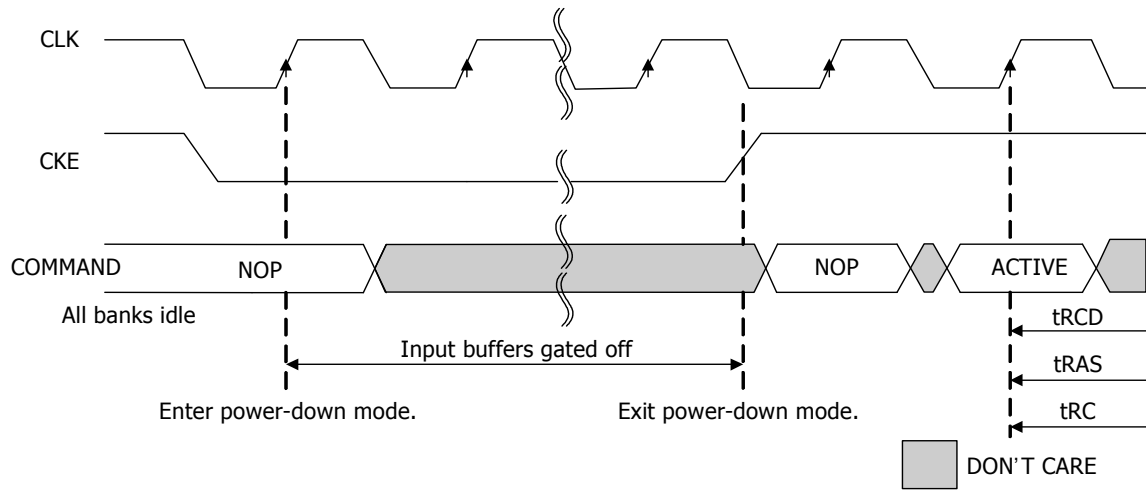 CLK
CKE
COMMAND
NOP
NOP
ACTIVE
All banks idle
tRCD
Input buffers gated off
tRAS
Enter power-down mode.
Exit power-down mode.
tRC
DON'T CARE